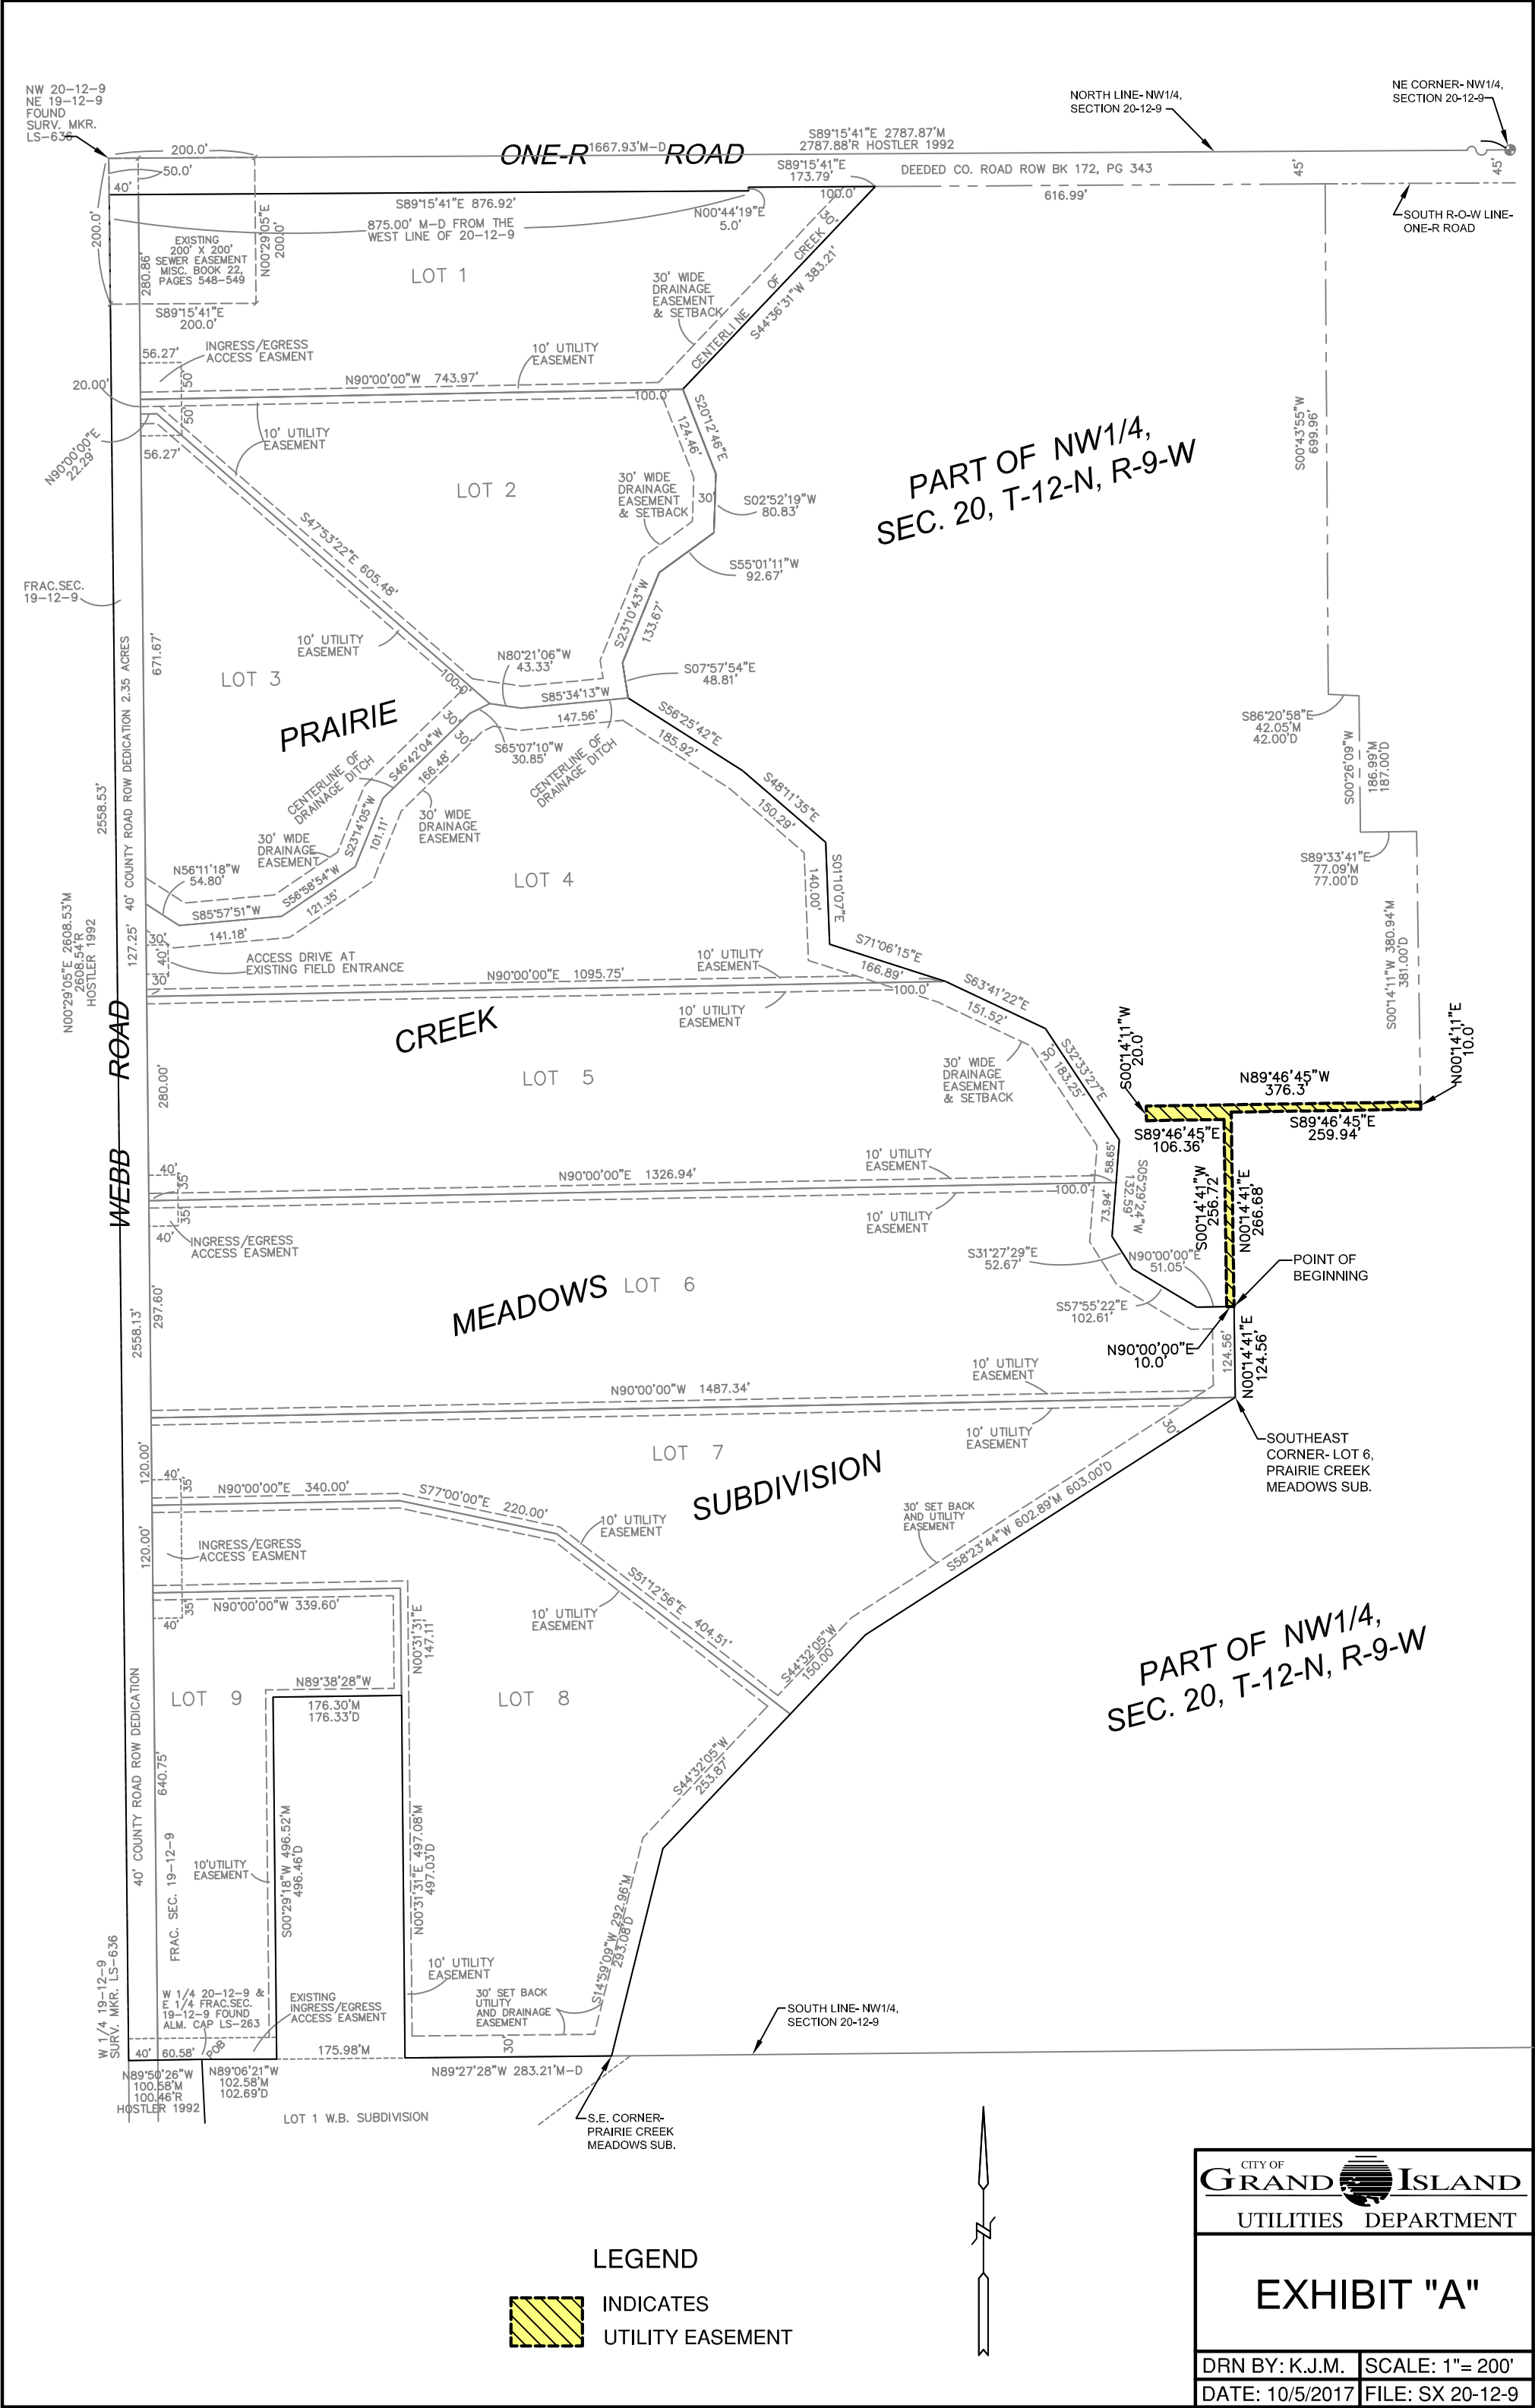 NW 20-12-9
NE 19-12-9
FOUND
SURV. MKR.
LS-636
200.0'
50.0'
40'
ONE-R ROAD
1667.93'M-D
S89°15'41"E 2787.87'M
2787.88'R HOSTLER 1992
NORTH LINE- NW1/4,
SECTION 20-12-9
NE CORNER- NW1/4,
SECTION 20-12-9
S89°15'41"E
173.79'
DEEDED CO. ROAD ROW BK 172, PG 343
45'
45'
S89°15'41"E 876.92'
100.0'
616.99'
875.00' M-D FROM THE
WEST LINE OF 20-12-9
N00°44'19"E
5.0'
SOUTH R-O-W LINE-
ONE-R ROAD
200.0'
EXISTING
200' X 200'
SEWER EASEMENT
MISC. BOOK 22,
PAGES 548-549
N00°29'05"E
200.0'
280.86'
S89°15'41"E
200.0'
LOT 1
30' WIDE
DRAINAGE
EASEMENT
& SETBACK
30'
CENTERLINE OF CREEK
S44°36'31"W 383.21'
56.27'
INGRESS/EGRESS
ACCESS EASMENT
10' UTILITY
EASEMENT
20.00'
50'
N90°00'00"W 743.97'
100.0'
50'
N90°00'00"E
22.29'
56.27'
10' UTILITY
EASEMENT
S20°12'46"E
124.46'
LOT 2
30' WIDE
DRAINAGE
EASEMENT
& SETBACK
30'
S02°52'19"W
80.83'
S55°01'11"W
92.67'
S47°53'22"E 605.48'
S23°10'43"W
133.67'
PART OF NW1/4,
SEC. 20, T-12-N, R-9-W
S00°43'55"W
699.96'
FRAC.SEC.
19-12-9
10' UTILITY
EASEMENT
N80°21'06"W
43.33'
S07°57'54"E
48.81'
LOT 3
671.67'
100.0'
S85°34'13"W
147.56'
PRAIRIE
30'
30'
S65°07'10"W
30.85'
S56°25'42"E
185.92'
S86°20'58"E
42.05'M
42.00'D
CENTERLINE OF
DRAINAGE DITCH
S46°42'04"W
166.48'
CENTERLINE OF
DRAINAGE DITCH
S48°11'35"E
150.29'
S00°26'09"W
186.99'M
187.00'D
30' WIDE
DRAINAGE
EASEMENT
S23°14'05"W
101.11'
30' WIDE
DRAINAGE
EASEMENT
2558.53'
40' COUNTY ROAD ROW DEDICATION 2.35 ACRES
N56°11'18"W
54.80'
S56°58'54"W
121.35'
LOT 4
S01°10'07"E
140.00'
S89°33'41"E
77.09'M
77.00'D
S85°57'51"W
141.18'
N00°29'05"E 2608.53'M
2608.54'R
HOSTLER 1992
127.25'
30'
40'
30'
ACCESS DRIVE AT
EXISTING FIELD ENTRANCE
S71°06'15"E
166.89'
10' UTILITY
EASEMENT
N90°00'00"E 1095.75'
100.0'
10' UTILITY
EASEMENT
S63°41'22"E
151.52'
S00°14'11"W 380.94'M
381.00'D
CREEK
WEBB ROAD
280.00'
LOT 5
30' WIDE
DRAINAGE
EASEMENT
& SETBACK
30'
S32°33'27"E
183.25'
S00°14'11"W
20.0'
N89°46'45"W
376.3'
N00°14'11"E
10.0'
S89°46'45"E
106.36'
S89°46'45"E
259.94'
10' UTILITY
EASEMENT
58.65'
40'
35'
N90°00'00"E 1326.94'
100.0'
10' UTILITY
EASEMENT
73.94'
S05°29'24"W
132.59'
S00°14'41"W
256.72'
N00°14'41"E
266.68'
35'
40'
INGRESS/EGRESS
ACCESS EASMENT
S31°27'29"E
52.67'
N90°00'00"E
51.05'
POINT OF
BEGINNING
MEADOWS
LOT 6
297.60'
2558.13'
S57°55'22"E
102.61'
N90°00'00"E
10.0'
124.56'
N00°14'41"E
124.56'
10' UTILITY
EASEMENT
N90°00'00"W 1487.34'
10' UTILITY
EASEMENT
30'
SOUTHEAST
CORNER- LOT 6,
PRAIRIE CREEK
MEADOWS SUB.
LOT 7
SUBDIVISION
120.00'
40'
35'
N90°00'00"E 340.00'
S77°00'00"E 220.00'
10' UTILITY
EASEMENT
30' SET BACK
AND UTILITY
EASEMENT
S58°23'44"W 602.89'M 603.00'D
120.00'
INGRESS/EGRESS
ACCESS EASMENT
S51°12'56"E 404.51'
35'
40'
N90°00'00"W 339.60'
10' UTILITY
EASEMENT
N00°31'31"E
147.11'
S44°32'05"W
150.00'
PART OF NW1/4,
SEC. 20, T-12-N, R-9-W
N89°38'28"W
176.30'M
176.33'D
LOT 9
LOT 8
40' COUNTY ROAD ROW DEDICATION
640.75'
S44°32'05"W
253.87'
FRAC. SEC. 19-12-9
10'UTILITY
EASEMENT
S00°29'18"W 496.52'M
496.46'D
N00°31'31"E 497.08'M
497.03'D
S14°59'09"W 292.96'M
293.08'D
W 1/4 19-12-9
SURV. MKR. LS-636
W 1/4 20-12-9 &
E 1/4 FRAC.SEC.
19-12-9 FOUND
ALM. CAP LS-263
EXISTING
INGRESS/EGRESS
ACCESS EASMENT
10' UTILITY
EASEMENT
30' SET BACK
UTILITY
AND DRAINAGE
EASEMENT
30'
SOUTH LINE- NW1/4,
SECTION 20-12-9
40'
60.58'
POB
175.98'M
N89°50'26"W
100.58'M
100.46'R
HOSTLER 1992
N89°06'21"W
102.58'M
102.69'D
N89°27'28"W 283.21'M-D
LOT 1 W.B. SUBDIVISION
S.E. CORNER-
PRAIRIE CREEK
MEADOWS SUB.
N
LEGEND
INDICATES
UTILITY EASEMENT
CITY OF
GRAND ISLAND
UTILITIES DEPARTMENT
EXHIBIT "A"
DRN BY: K.J.M.
SCALE: 1"= 200'
DATE: 10/5/2017
FILE: SX 20-12-9